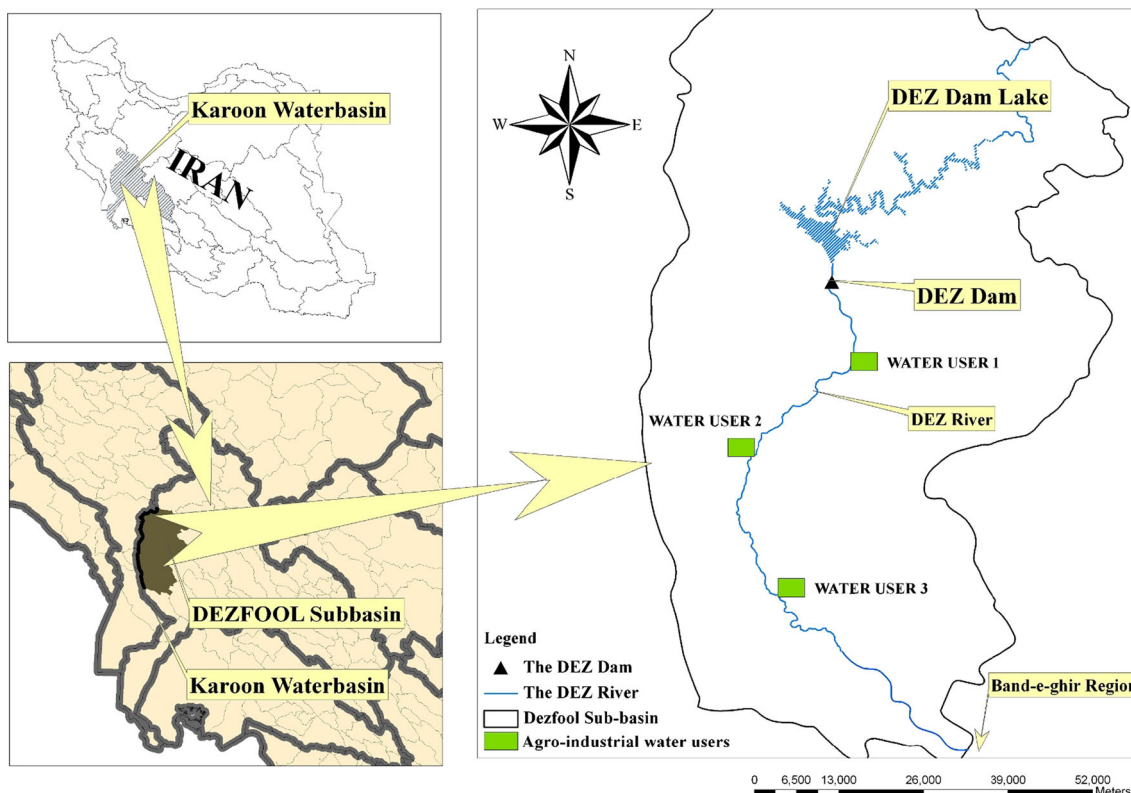 Karoon Waterbasin
IRAN
DEZFOOL Subbasin
Karoon Waterbasin
N
W
E
S
DEZ Dam Lake
DEZ Dam
WATER USER 1
DEZ River
WATER USER 2
WATER USER 3
Band-e-ghir Region
Legend
The DEZ Dam
The DEZ River
Dezfool Sub-basin
Agro-industrial water users
0 6,500 13,000 26,000 39,000 52,000
Meters